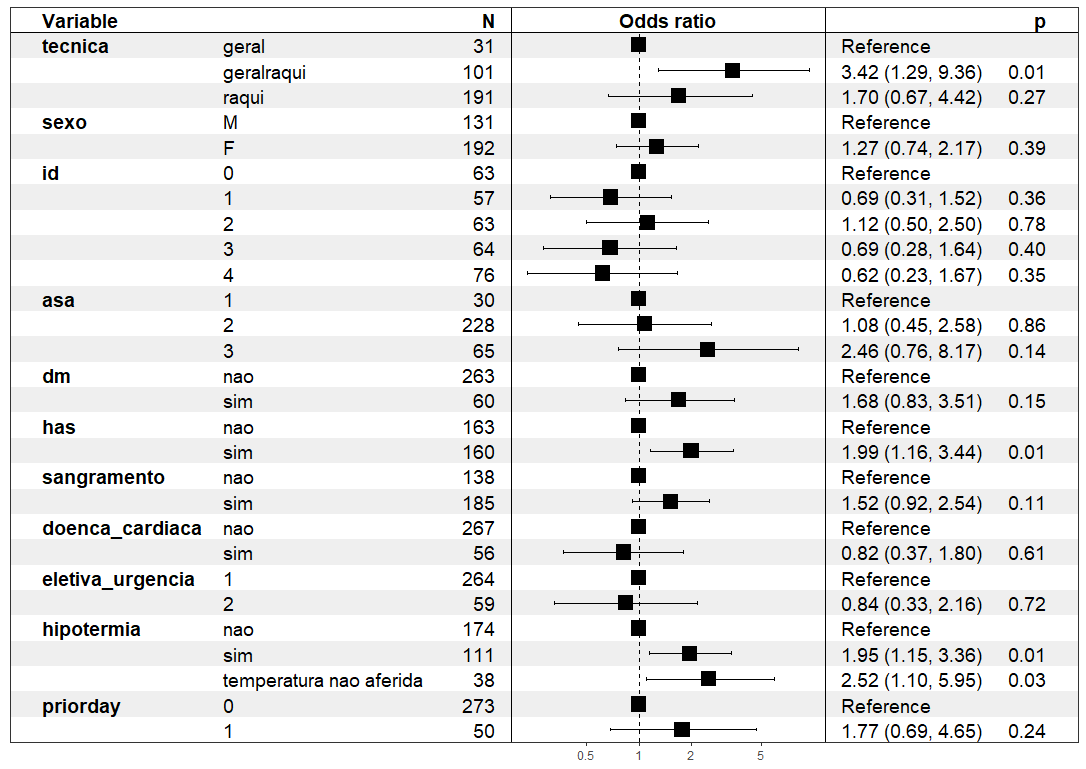 Variable N Odds ratio p
tecnica geral 31 Reference
geralraqui 101 3.42 (1.29, 9.36) 0.01
raqui 191 1.70 (0.67, 4.42) 0.27
sexo M 131 Reference
F 192 1.27 (0.74, 2.17) 0.39
id 0 63 Reference
1 57 0.69 (0.31, 1.52) 0.36
2 63 1.12 (0.50, 2.50) 0.78
3 64 0.69 (0.28, 1.64) 0.40
4 76 0.62 (0.23, 1.67) 0.35
asa 1 30 Reference
2 228 1.08 (0.45, 2.58) 0.86
3 65 2.46 (0.76, 8.17) 0.14
dm nao 263 Reference
sim 60 1.68 (0.83, 3.51) 0.15
has nao 163 Reference
sim 160 1.99 (1.16, 3.44) 0.01
sangramento nao 138 Reference
sim 185 1.52 (0.92, 2.54) 0.11
doenca_cardiaca nao 267 Reference
sim 56 0.82 (0.37, 1.80) 0.61
eletiva_urgencia 1 264 Reference
2 59 0.84 (0.33, 2.16) 0.72
hipotermia nao 174 Reference
sim 111 1.95 (1.15, 3.36) 0.01
temperatura nao aferida 38 2.52 (1.10, 5.95) 0.03
priorday 0 273 Reference
1 50 1.77 (0.69, 4.65) 0.24
0.5 1 2 5